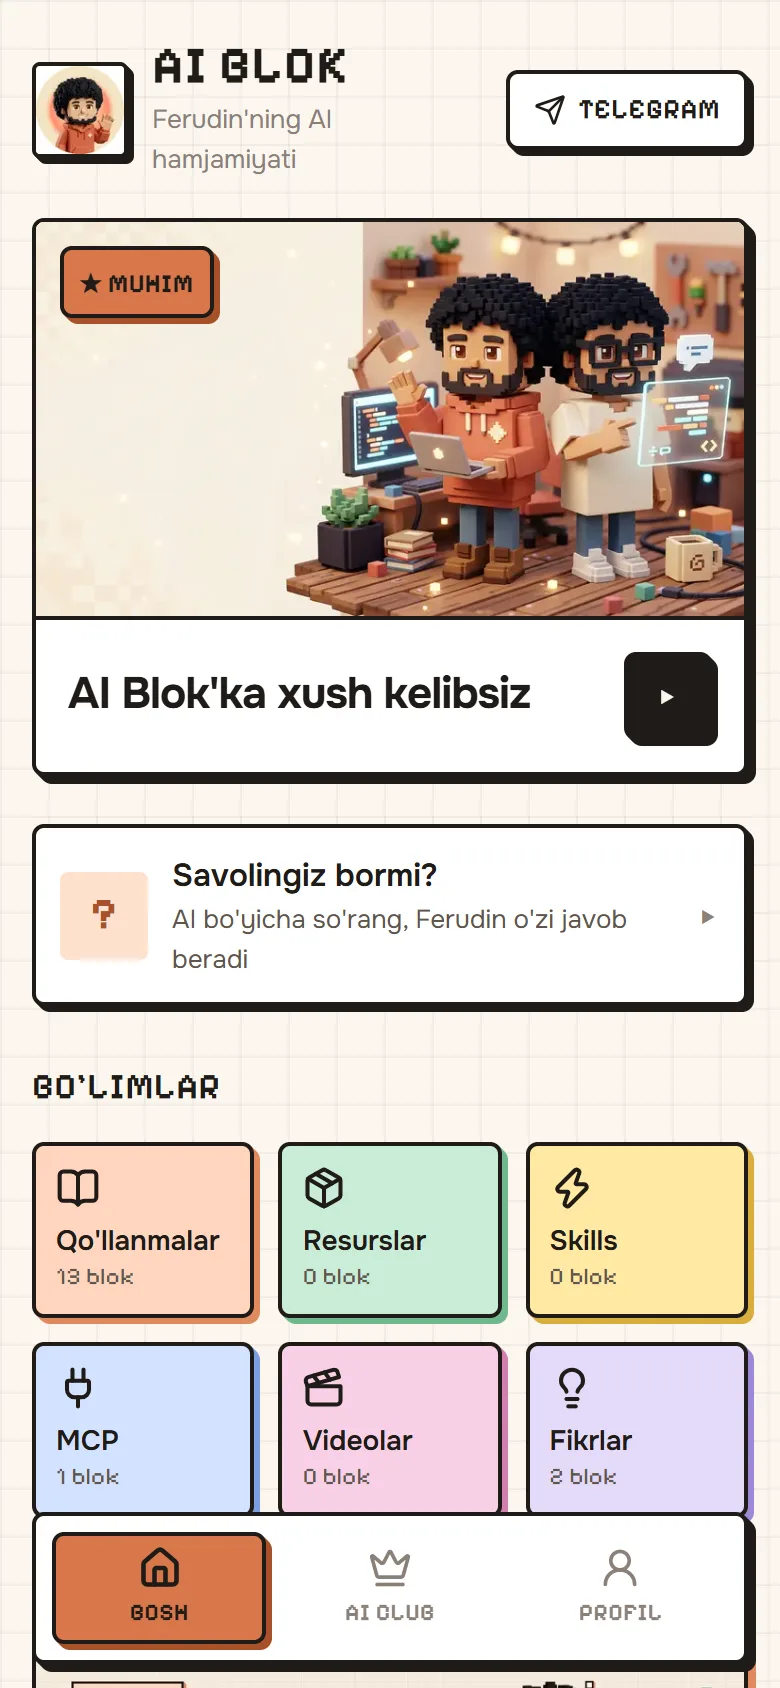 AI BLOK
Ferudin'ning AI
hamjamiyati
TELEGRAM
★ MUHIM
AI Blok'ka xush kelibsiz
?
Savolingiz bormi?
AI bo'yicha so'rang, Ferudin o'zi javob
beradi
BO'LIMLAR
Qo'llanmalar
13 blok
Resurslar
0 blok
Skills
0 blok
MCP
1 blok
Videolar
0 blok
Fikrlar
2 blok
BOSH
AI CLUB
PROFIL